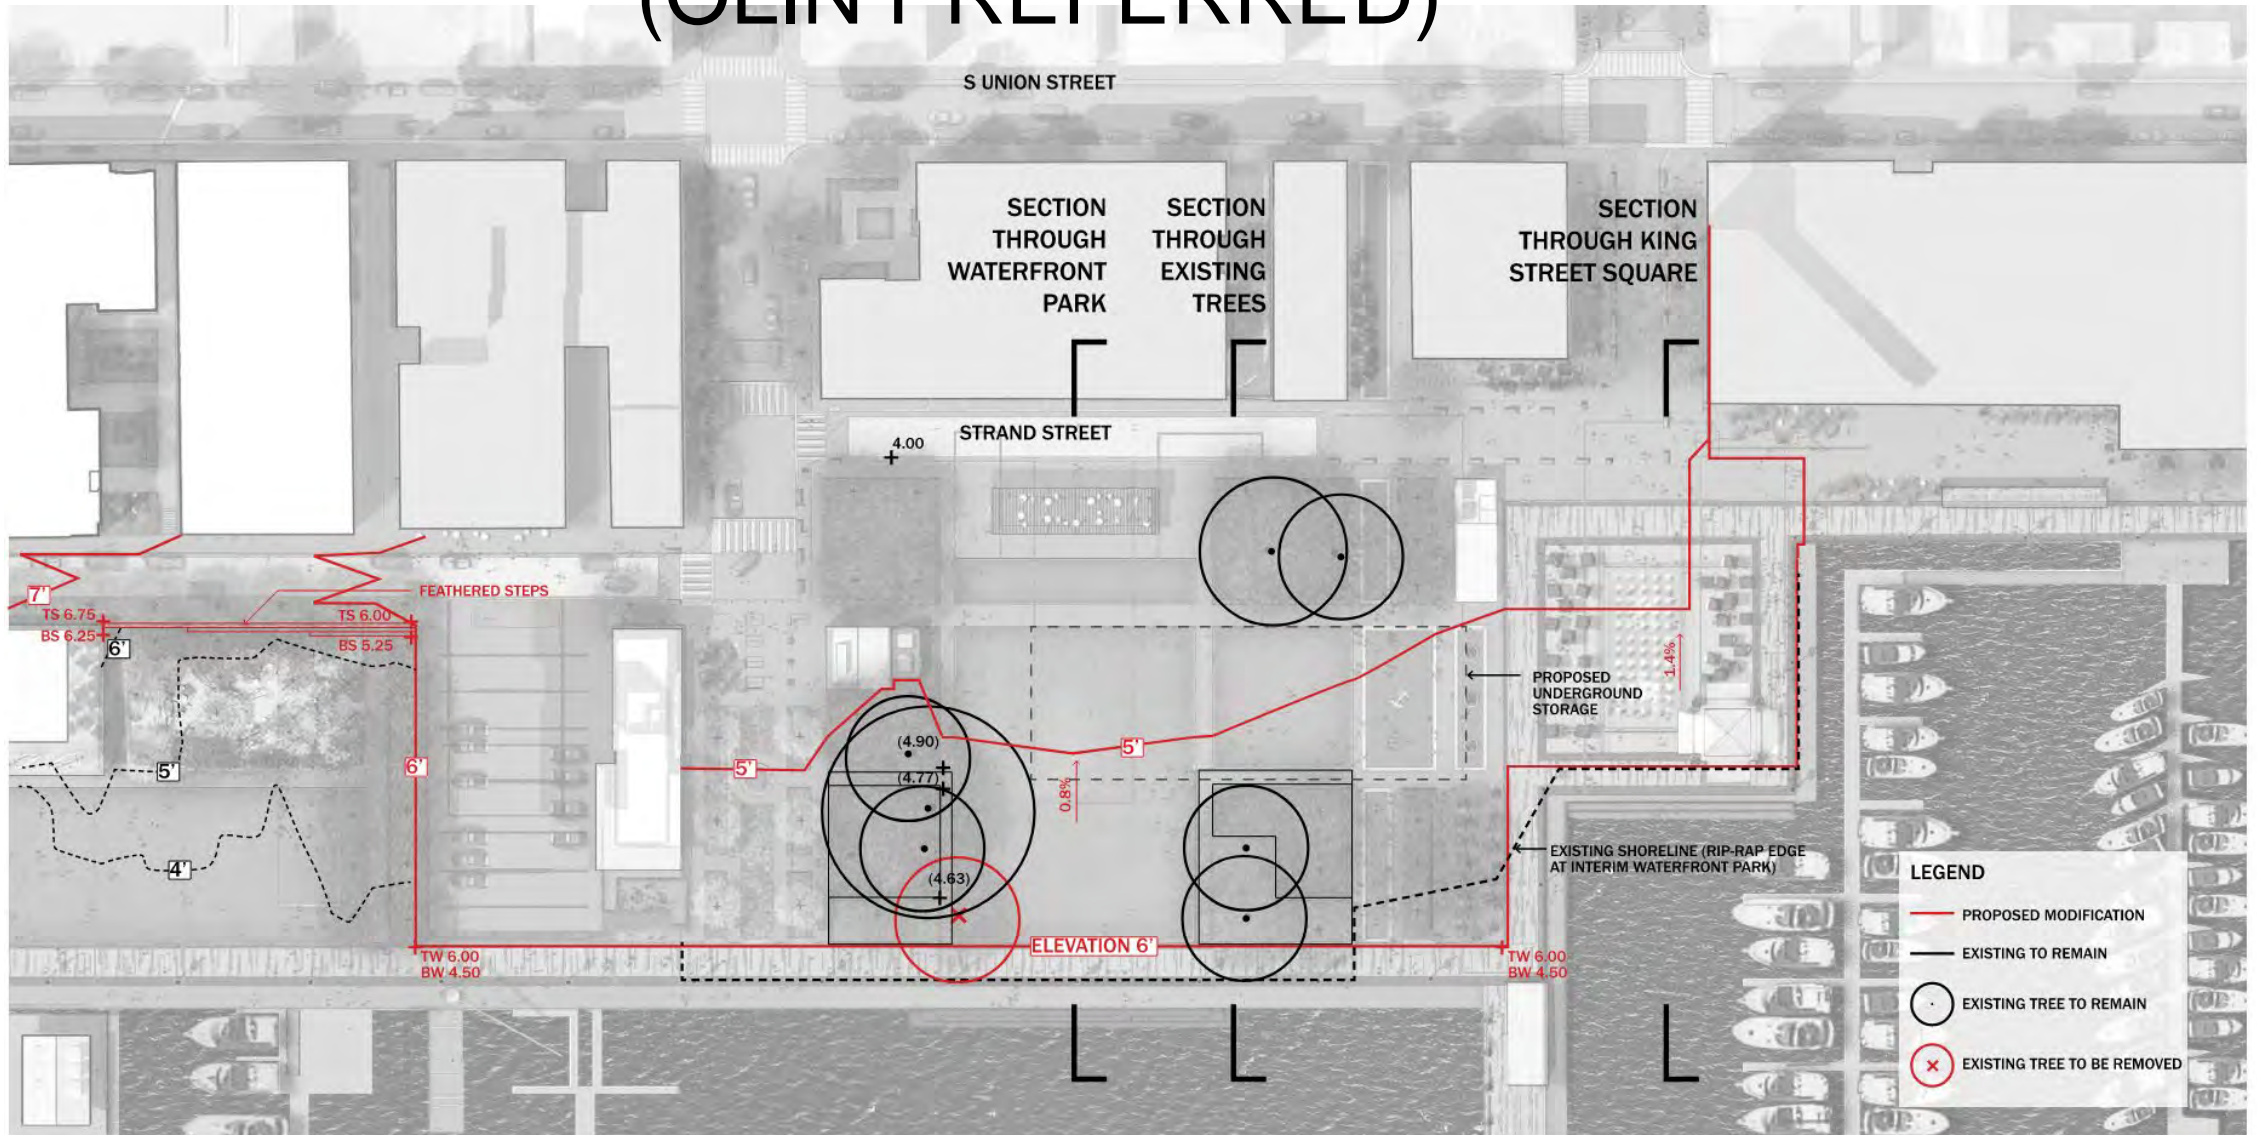 (OLIN PREFERRED)
S UNION STREET
SECTION
THROUGH
WATERFRONT
PARK
SECTION
THROUGH
EXISTING
TREES
SECTION
THROUGH KING
STREET SQUARE
4.00
STRAND STREET
FEATHERED STEPS
7'
TS 6.75
BS 6.25
TS 6.00
BS 5.25
6'
5'
4'
6'
5'
(4.90)
(4.77)
(4.63)
0.8%
5'
1.4%
PROPOSED
UNDERGROUND
STORAGE
EXISTING SHORELINE (RIP-RAP EDGE
AT INTERIM WATERFRONT PARK)
TW 6.00
BW 4.50
ELEVATION 6'
TW 6.00
BW 4.50
LEGEND
PROPOSED MODIFICATION
EXISTING TO REMAIN
EXISTING TREE TO REMAIN
EXISTING TREE TO BE REMOVED